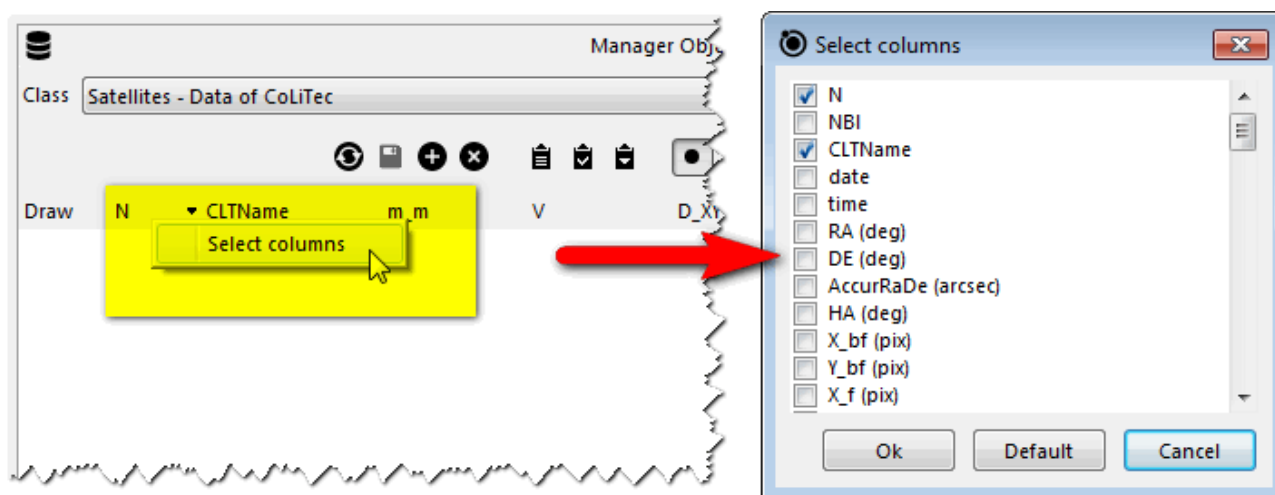 Manager Obj
Class Satellites - Data of CoLiTec
Draw N CLTName m_m V D_X
Select columns
Select columns
N
NBI
CLTName
date
time
RA (deg)
DE (deg)
AccurRaDe (arcsec)
HA (deg)
X_bf (pix)
Y_bf (pix)
X_f (pix)
Ok Default Cancel